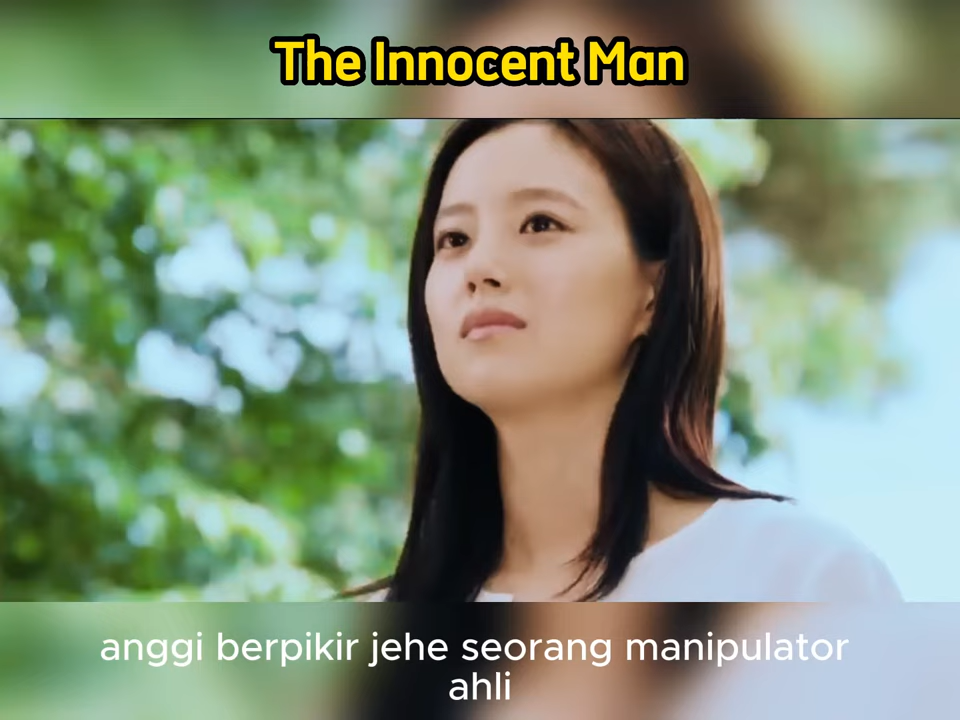 The Innocent Man
anggi berpikir jehe seorang manipulator
ahli